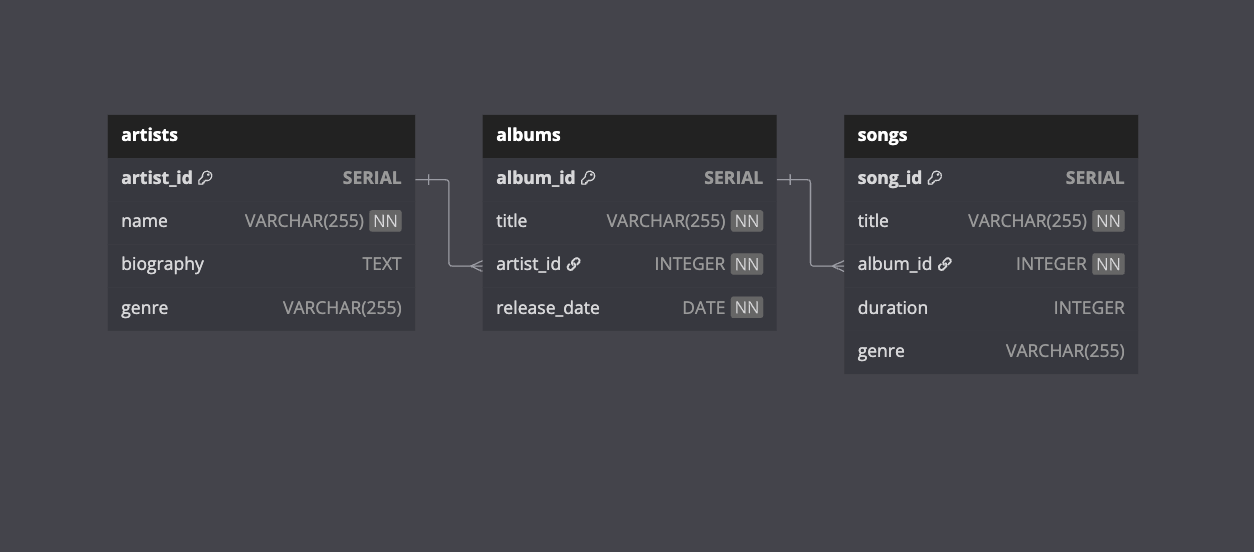 artists
artist_id SERIAL
name VARCHAR(255) NN
biography TEXT
genre VARCHAR(255)
albums
album_id SERIAL
title VARCHAR(255) NN
artist_id INTEGER NN
release_date DATE NN
songs
song_id SERIAL
title VARCHAR(255) NN
album_id INTEGER NN
duration INTEGER
genre VARCHAR(255)